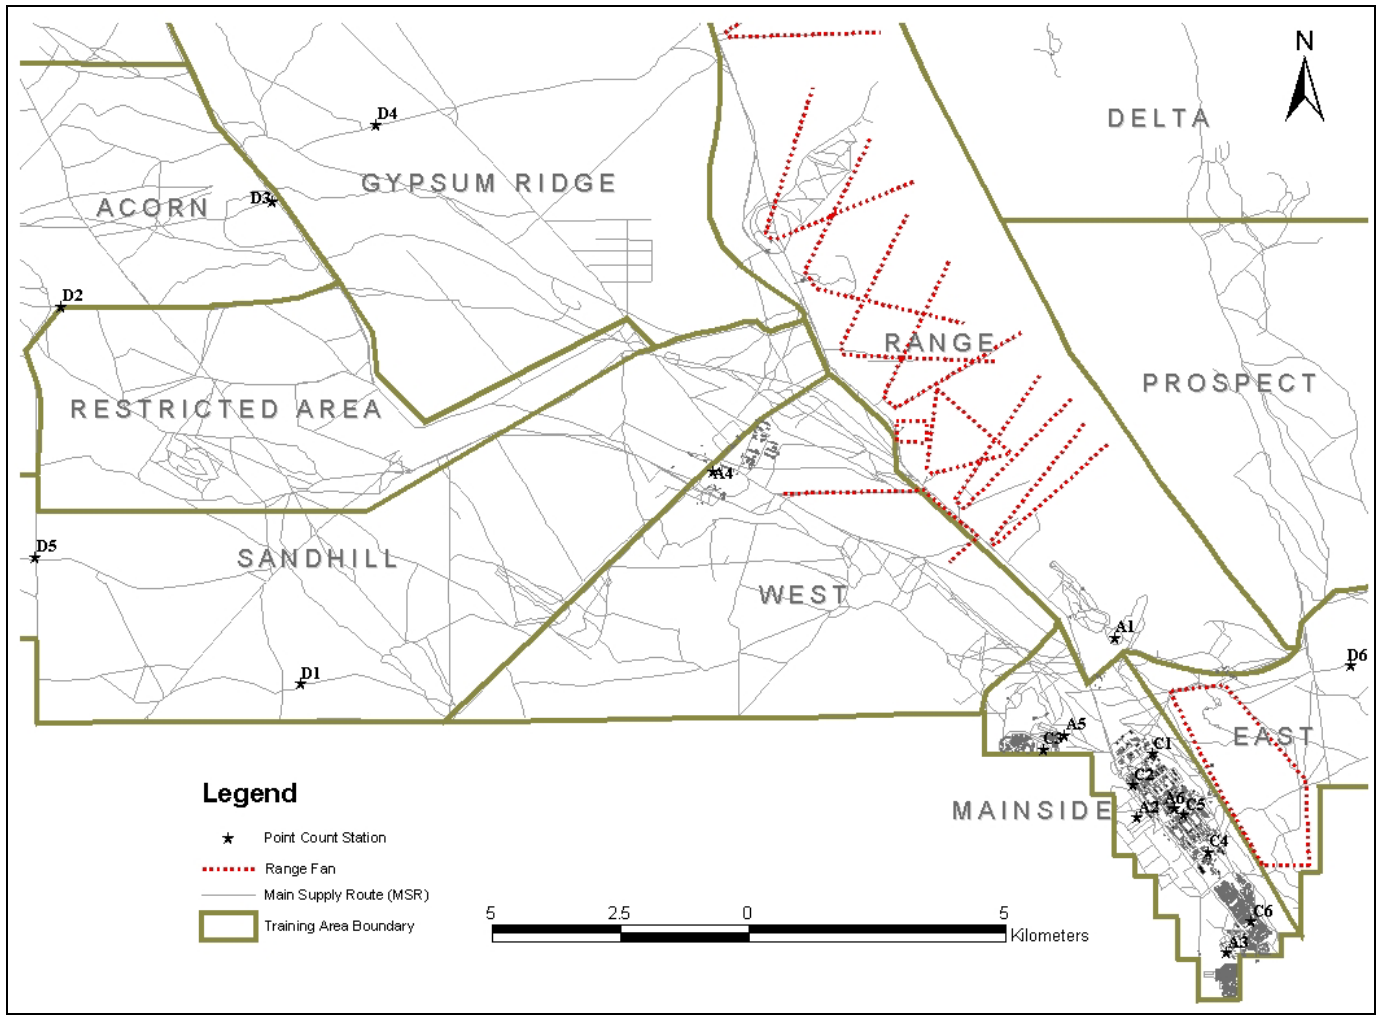 N
D4
DELTA
GYPSUM RIDGE
D3
ACORN
D2
RANGE
PROSPECT
RESTRICTED AREA
A4
D5
SANDHILL
WEST
A1
D6
D1
A5
C3
C1
EAST
C2
MAINSIDE
A2
A6
C5
C4
C6
A3
Legend
Point Count Station
Range Fan
Main Supply Route (MSR)
Training Area Boundary
5 2.5 0 5
Kilometers